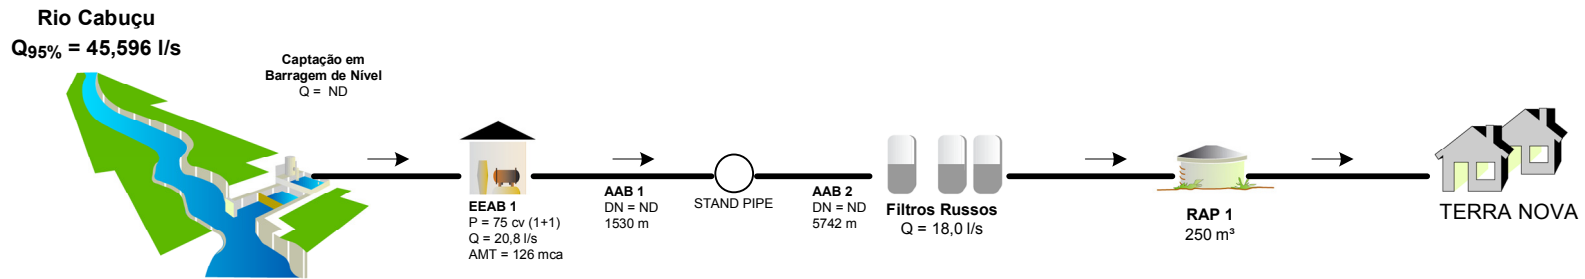 Rio Cabuçu
Q95% = 45,596 l/s
Captação em
Barragem de Nível
Q = ND
EEAB 1
P = 75 cv (1+1)
Q = 20,8 l/s
AMT = 126 mca
AAB 1
DN = ND
1530 m
STAND PIPE
AAB 2
DN = ND
5742 m
Filtros Russos
Q = 18,0 l/s
RAP 1
250 m³
TERRA NOVA